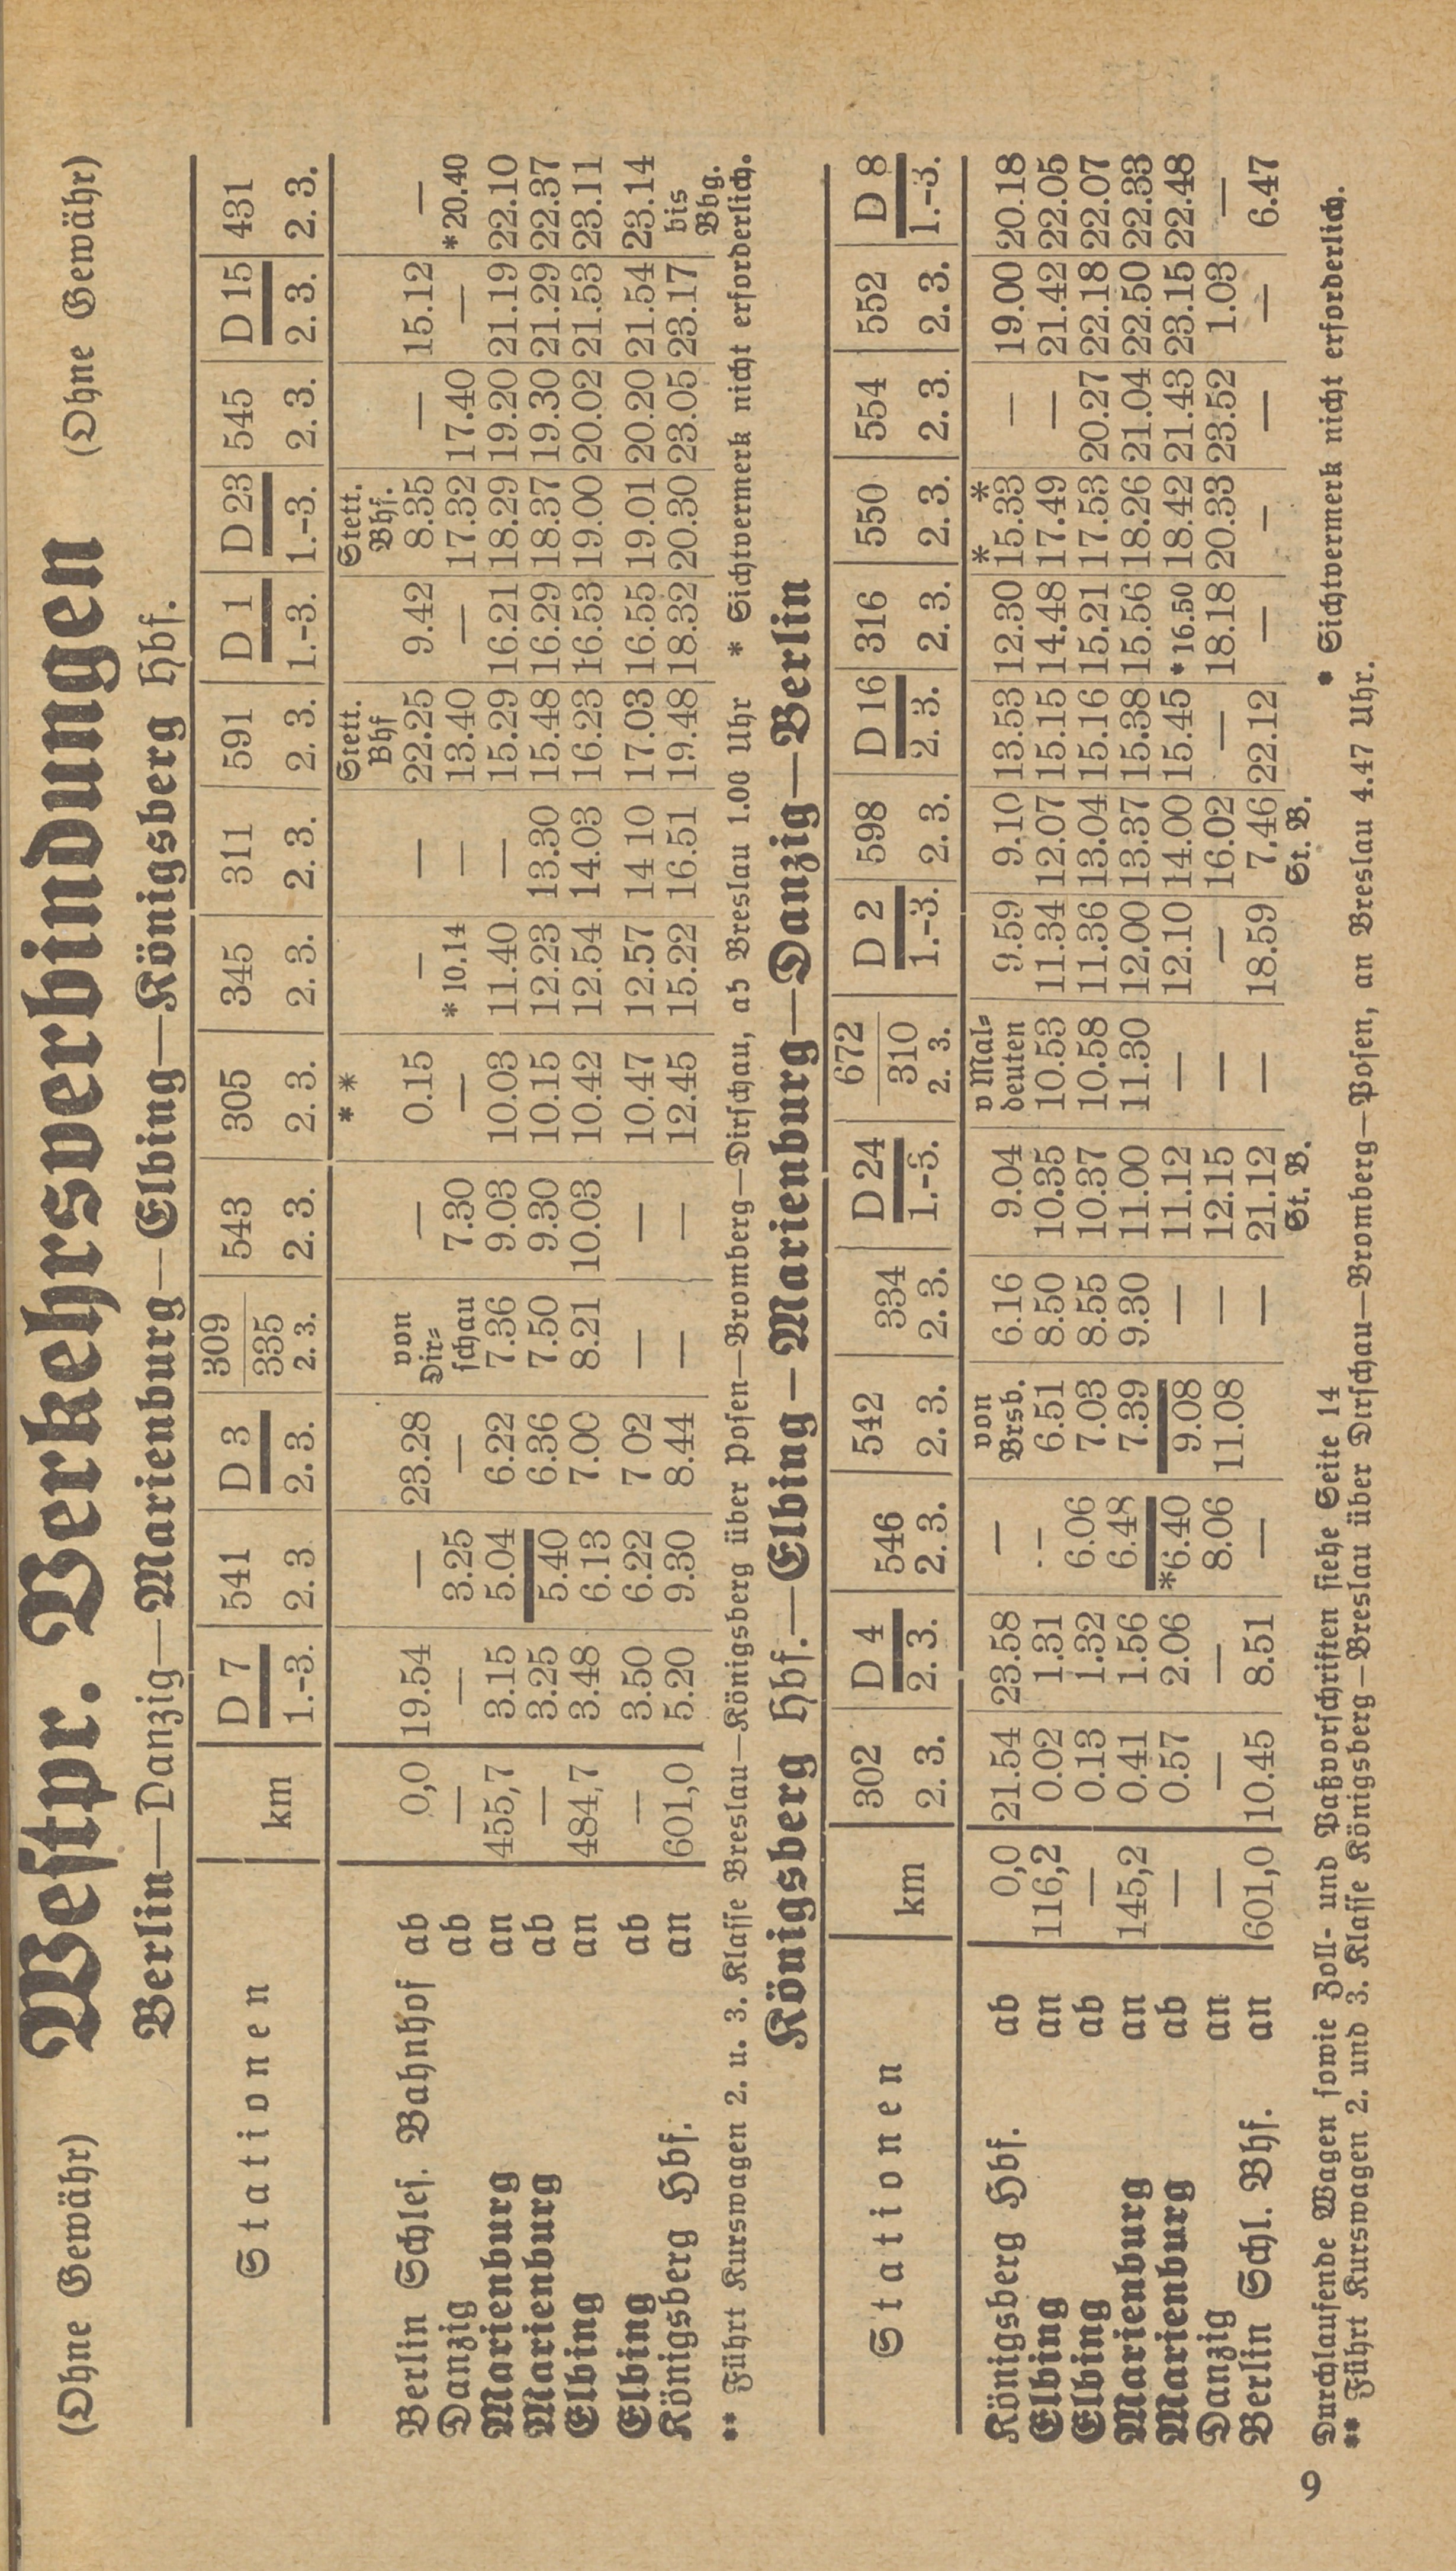 (Ohne Gewähr) Westpr. Verkehrsverbindungen (Ohne Gewähr)
Berlin—Danzig—Marienburg—Elbing—Königsberg Hbf.
Stationen km D 7 541 D 3 309 543 305 345 311 591 D 1 D 23 545 D 15 431
335
1.-3. 2. 3 2. 3. 2. 3. 2. 3. 2. 3. 2. 3. 2. 3. 2. 3. 1.-3. 1.-3. 2. 3. 2. 3. 2. 3.
** Stett. Stett.
Bhf Bhf.
Berlin Schles. Bahnhof ab 0,0 19.54 — 23.28 von — 0.15 — — 22.25 9.42 8.35 — 15.12 —
Danzig ab — — 3.25 — Dir= 7.30 — *10.14 — 13.40 — 17.32 17.40 — *20.40
schau
Marienburg an 455,7 3.15 5.04 6.22 7.36 9.03 10.03 11.40 — 15.29 16.21 18.29 19.20 21.19 22.10
Marienburg ab — 3.25 5.40 6.36 7.50 9.30 10.15 12.23 13.30 15.48 16.29 18.37 19.30 21.29 22.37
Elbing an 484,7 3.48 6.13 7.00 8.21 10.03 10.42 12.54 14.03 16.23 16.53 19.00 20.02 21.53 23.11
Elbing ab — 3.50 6.22 7 02 — — 10.47 12.57 14 10 17.03 16.55 19.01 20.20 21.54 23.14
Königsberg Hbf. an 601,0 5.20 9.30 8.44 — — 12.45 15.22 16.51 19.48 18.32 20.30 23.05 23.17 bis
Bbg.
** Führt Kurswagen 2. u. 3. Klasse Breslau—Königsberg über Posen—Bromberg—Dirschau, ab Breslau 1.00 Uhr * Sichtvermerk nicht erforderlich.
Königsberg Hbf.—Elbing—Marienburg—Danzig—Berlin
Stationen km 302 D 4 546 542 334 D 24 672 D 2 598 D 16 316 550 554 552 D 8
310
2. 3. 2. 3. 2. 3. 2. 3. 2. 3. 1.-3. 2. 3. 1.-3. 2. 3. 2. 3. 2. 3. 2. 3. 2. 3. 2. 3. 1.-3.
* *
Königsberg Hbf. ab 0,0 21.54 23.58 — von 6.16 9.04 v Mal= 9.59 9.10 13.53 12.30 15.33 — 19.00 20.18
Brsb. deuten
Elbing an 116,2 0.02 1.31 — 6.51 8.50 10.35 10.53 11.34 12.07 15.15 14.48 17.49 — 21.42 22.05
Elbing ab — 0.13 1.32 6.06 7.03 8.55 10.37 10.58 11.36 13.04 15.16 15.21 17.53 20.27 22.18 22.07
Marienburg an 145,2 0.41 1.56 6.48 7.39 9.30 11.00 11.30 12.00 13.37 15.38 15.56 18.26 21.04 22.50 22.33
Marienburg ab — 0.57 2.06 *6.40 9.08 — 11.12 — 12.10 14.00 15.45 *16.50 18.42 21.43 23.15 22.48
Danzig an — — — 8.06 11.08 — 12.15 — — 16.02 — 18.18 20.33 23.52 1.03 —
Berlin Schl. Bhf. an 601,0 10.45 8.51 — — 21.12 — 18.59 7.46 22.12 — — — — 6.47
St. B. St. B.
Durchlaufende Wagen sowie Zoll- und Paßvorschriften siehe Seite 14 * Sichtvermerk nicht erforderlich.
** Führt Kurswagen 2. und 3. Klasse Königsberg—Breslau über Dirschau—Bromberg—Posen, an Breslau 4.47 Uhr.
9